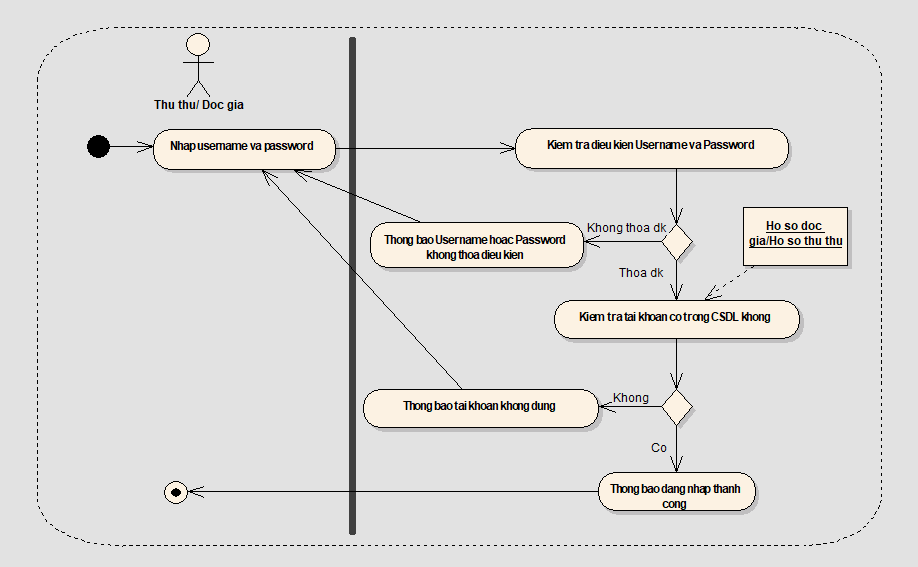 Thu thu/ Doc gia
Nhap username va password
Kiem tra dieu kien Username va Password
Khong thoa dk
Ho so doc
gia/Ho so thu thu
Thong bao Username hoac Password
khong thoa dieu kien
Thoa dk
Kiem tra tai khoan co trong CSDL khong
Khong
Thong bao tai khoan khong dung
Co
Thong bao dang nhap thanh
cong